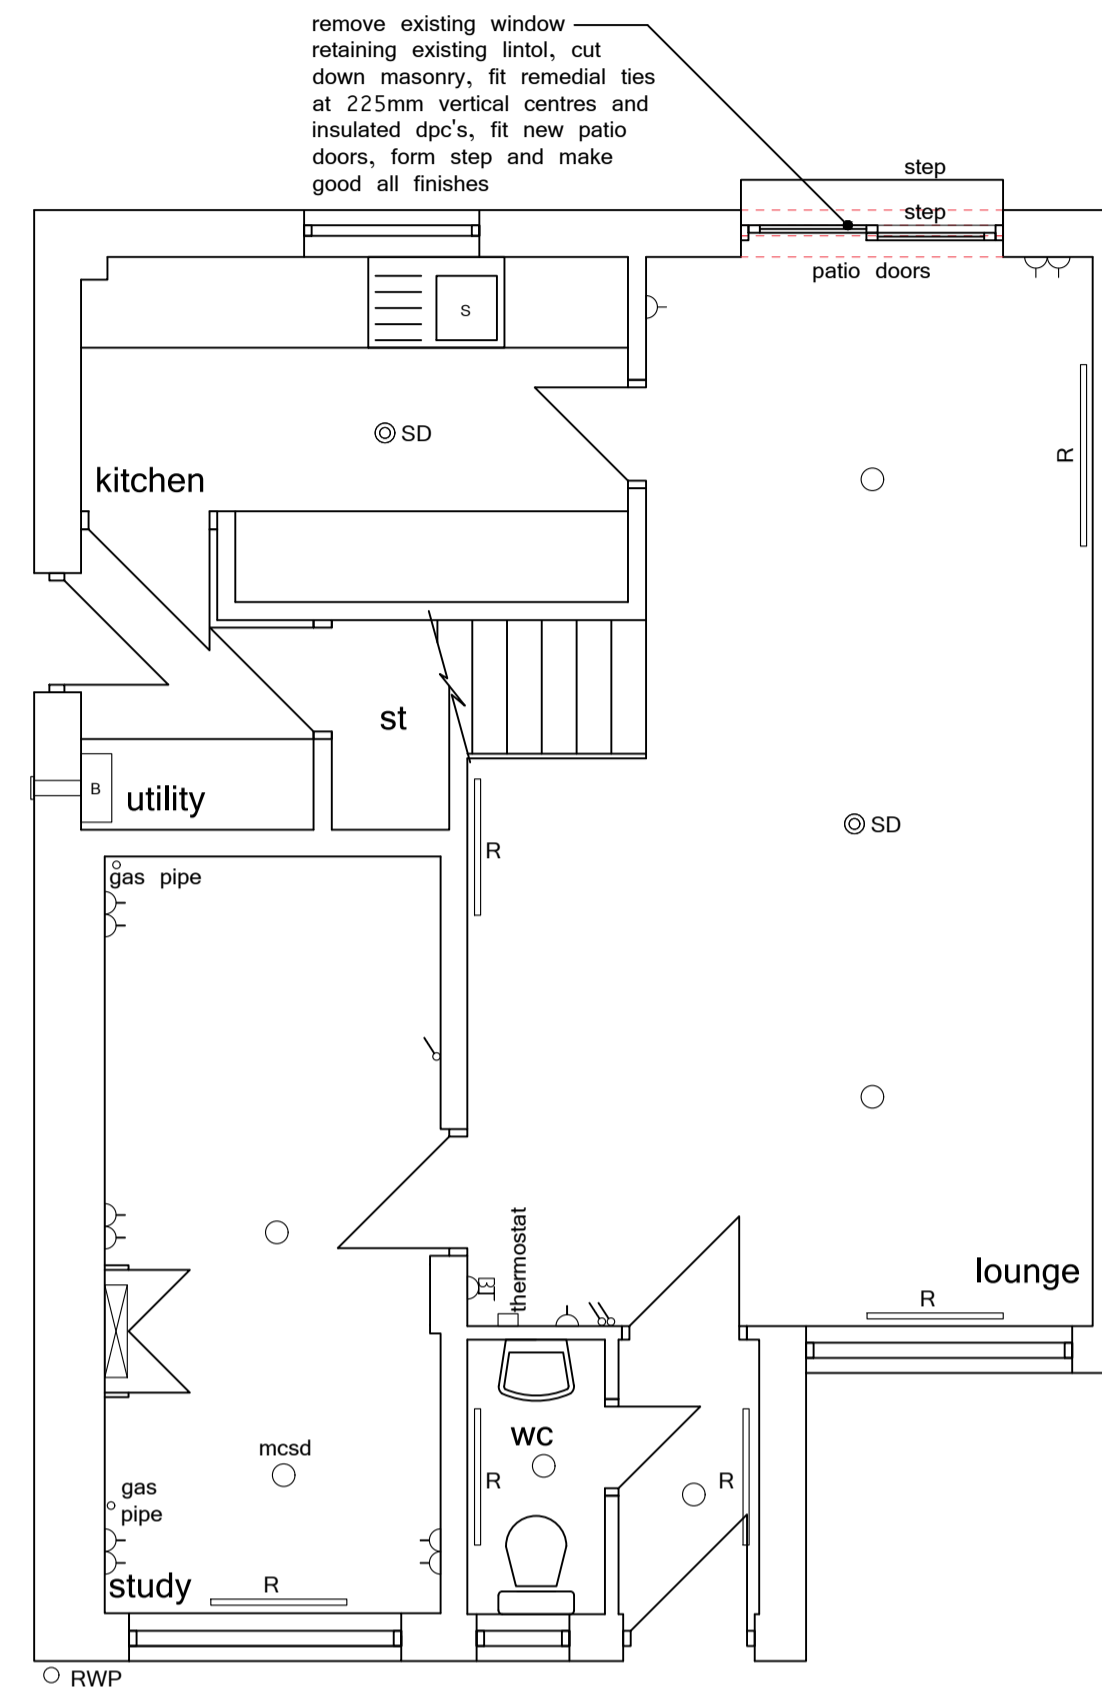 remove existing window
retaining existing lintol, cut
down masonry, fit remedial ties
at 225mm vertical centres and
insulated dpc's, fit new patio
doors, form step and make
good all finishes
step
step
patio doors
S
SD
kitchen
R
st
B
utility
R
SD
gas pipe
thermostat
BT
lounge
R
mcsd
wc
R
R
gas
pipe
study
R
RWP